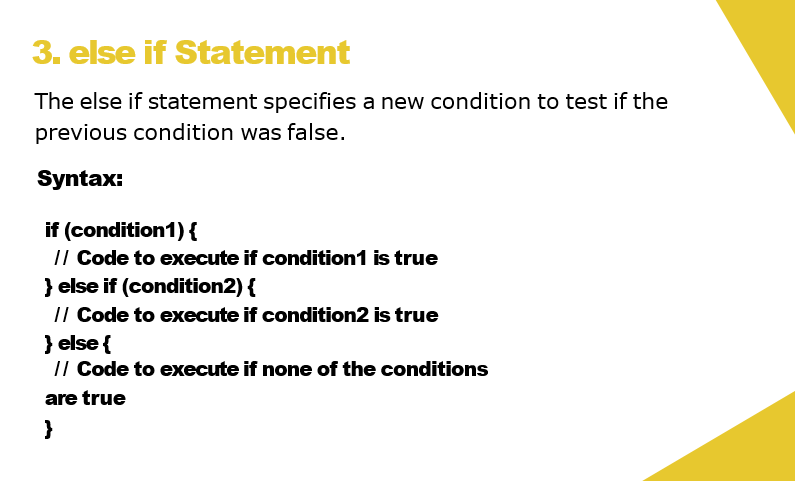 3. else if Statement
The else if statement specifies a new condition to test if the
previous condition was false.
Syntax:
if (condition1) {
// Code to execute if condition1 is true
} else if (condition2) {
// Code to execute if condition2 is true
} else {
// Code to execute if none of the conditions
are true
}